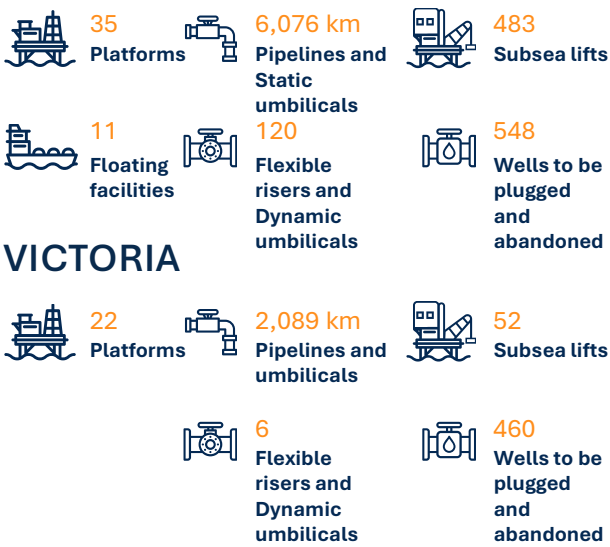 35
Platforms
6,076 km
Pipelines and
Static
umbilicals
483
Subsea lifts
11
Floating
facilities
120
Flexible
risers and
Dynamic
umbilicals
548
Wells to be
plugged
and
abandoned
VICTORIA
22
Platforms
2,089 km
Pipelines and
umbilicals
52
Subsea lifts
6
Flexible
risers and
Dynamic
umbilicals
460
Wells to be
plugged
and
abandoned